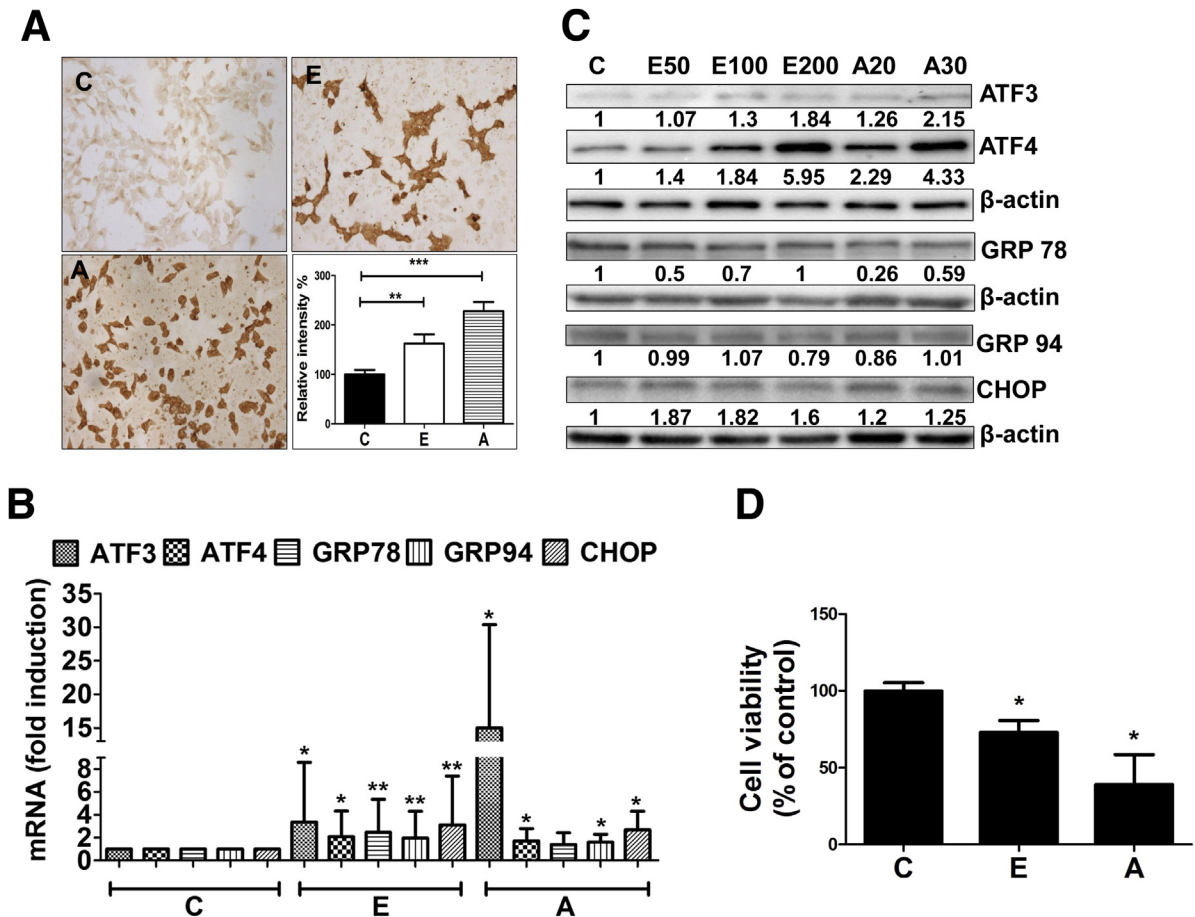 A
C
E
A
Relative intensity %
300
200
100
0
***
**
C E A
C
C E50 E100 E200 A20 A30
ATF3
1 1.07 1.3 1.84 1.26 2.15
ATF4
1 1.4 1.84 5.95 2.29 4.33
β-actin
GRP 78
1 0.5 0.7 1 0.26 0.59
β-actin
GRP 94
1 0.99 1.07 0.79 0.86 1.01
CHOP
1 1.87 1.82 1.6 1.2 1.25
β-actin
B
ATF3 ATF4 GRP78 GRP94 CHOP
mRNA (fold induction)
35
30
25
20
15
8
6
4
2
0
* * ** ** ** * * * *
C E A
D
Cell viability
(% of control)
150
100
50
0
* *
C E A